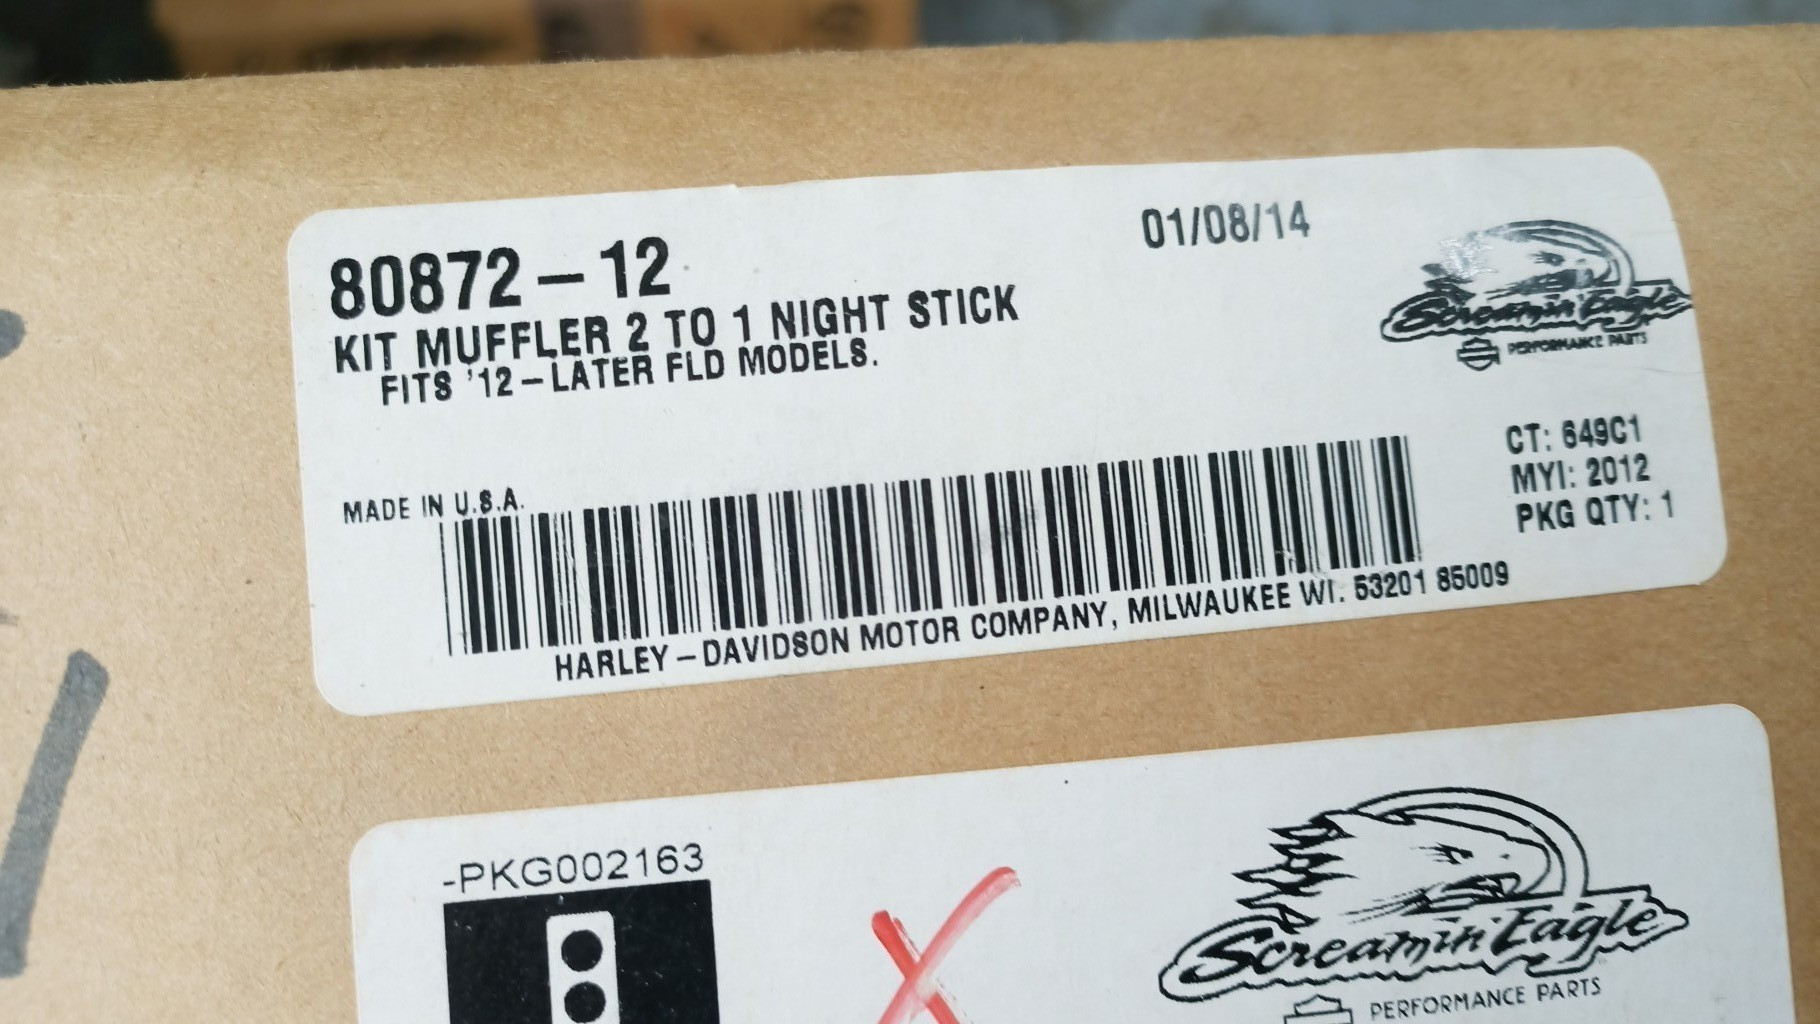 80872-12
01/08/14
KIT MUFFLER 2 TO 1 NIGHT STICK
FITS '12-LATER FLD MODELS.
Screamin' Eagle
PERFORMANCE PARTS
CT: 649C1
MYI: 2012
PKG QTY: 1
MADE IN U.S.A.
HARLEY-DAVIDSON MOTOR COMPANY, MILWAUKEE WI. 53201 85009
-PKG002163
Screamin' Eagle
PERFORMANCE PARTS